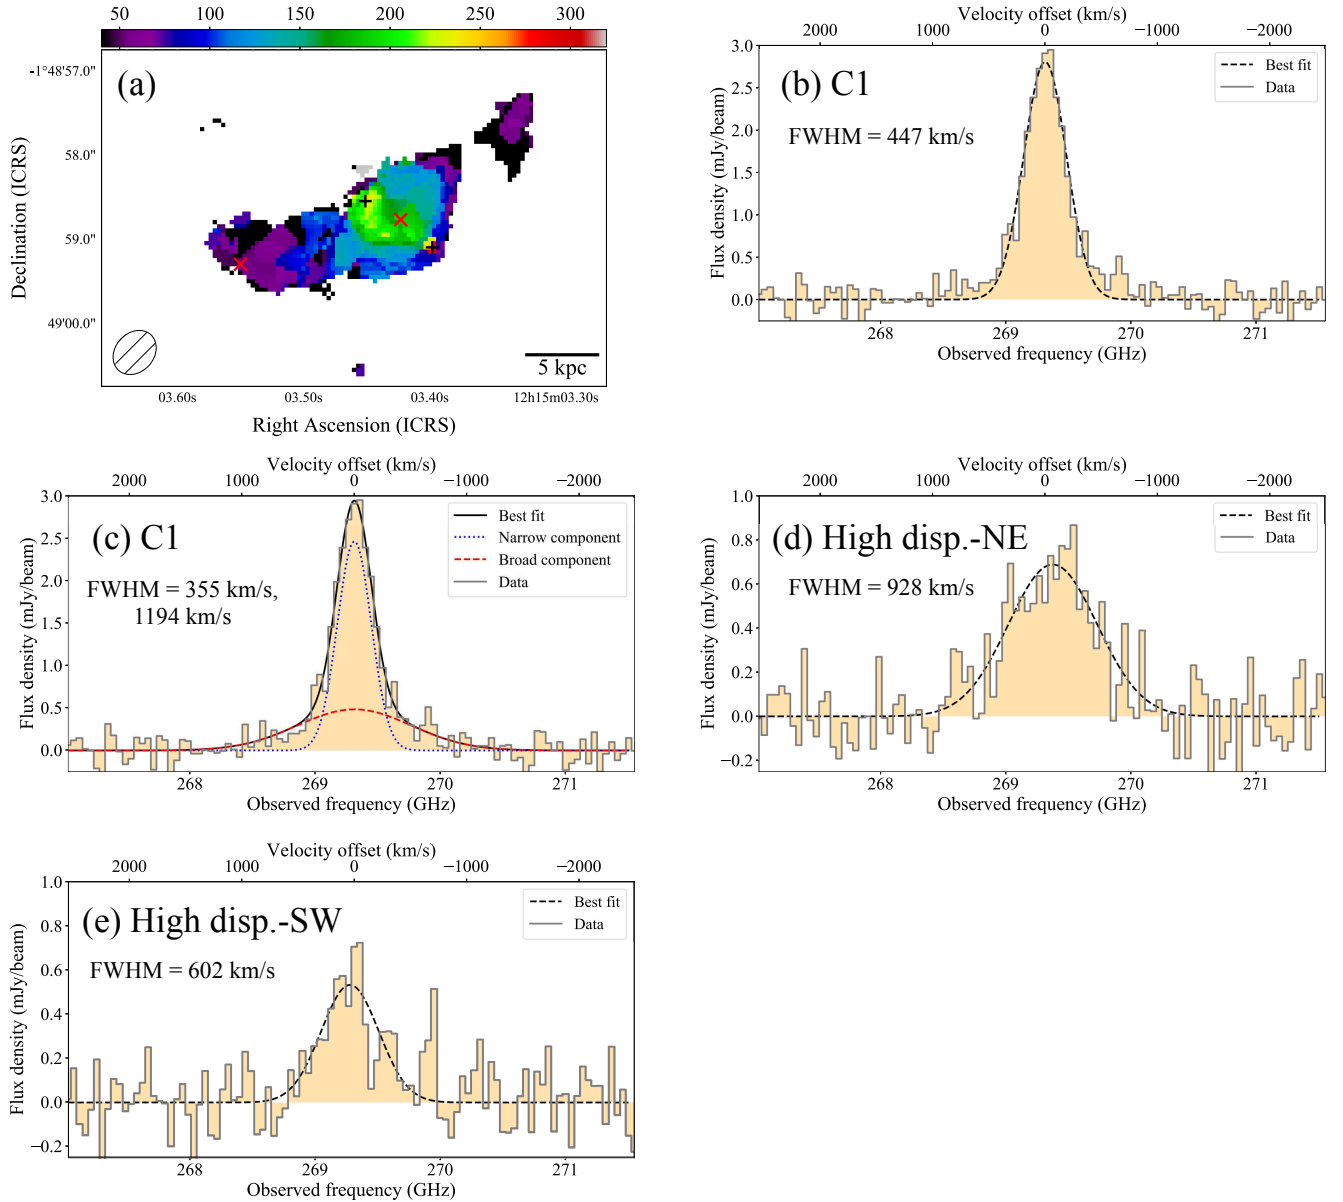 50 100 150 200 250 300
(a)
-1°48'57.0"
58.0"
59.0"
49'00.0"
Declination (ICRS)
5 kpc
03.60s 03.50s 03.40s 12h15m03.30s
Right Ascension (ICRS)
Velocity offset (km/s)
2000 1000 0 −1000 −2000
(b) C1
FWHM = 447 km/s
Best fit
Data
3.0
2.5
2.0
1.5
1.0
0.5
0.0
Flux density (mJy/beam)
268 269 270 271
Observed frequency (GHz)
Velocity offset (km/s)
2000 1000 0 −1000 −2000
(c) C1
FWHM = 355 km/s,
1194 km/s
Best fit
Narrow component
Broad component
Data
3.0
2.5
2.0
1.5
1.0
0.5
0.0
Flux density (mJy/beam)
268 269 270 271
Observed frequency (GHz)
Velocity offset (km/s)
2000 1000 0 −1000 −2000
(d) High disp.-NE
FWHM = 928 km/s
Best fit
Data
1.0
0.8
0.6
0.4
0.2
0.0
−0.2
Flux density (mJy/beam)
268 269 270 271
Observed frequency (GHz)
Velocity offset (km/s)
2000 1000 0 −1000 −2000
(e) High disp.-SW
FWHM = 602 km/s
Best fit
Data
1.0
0.8
0.6
0.4
0.2
0.0
−0.2
Flux density (mJy/beam)
268 269 270 271
Observed frequency (GHz)